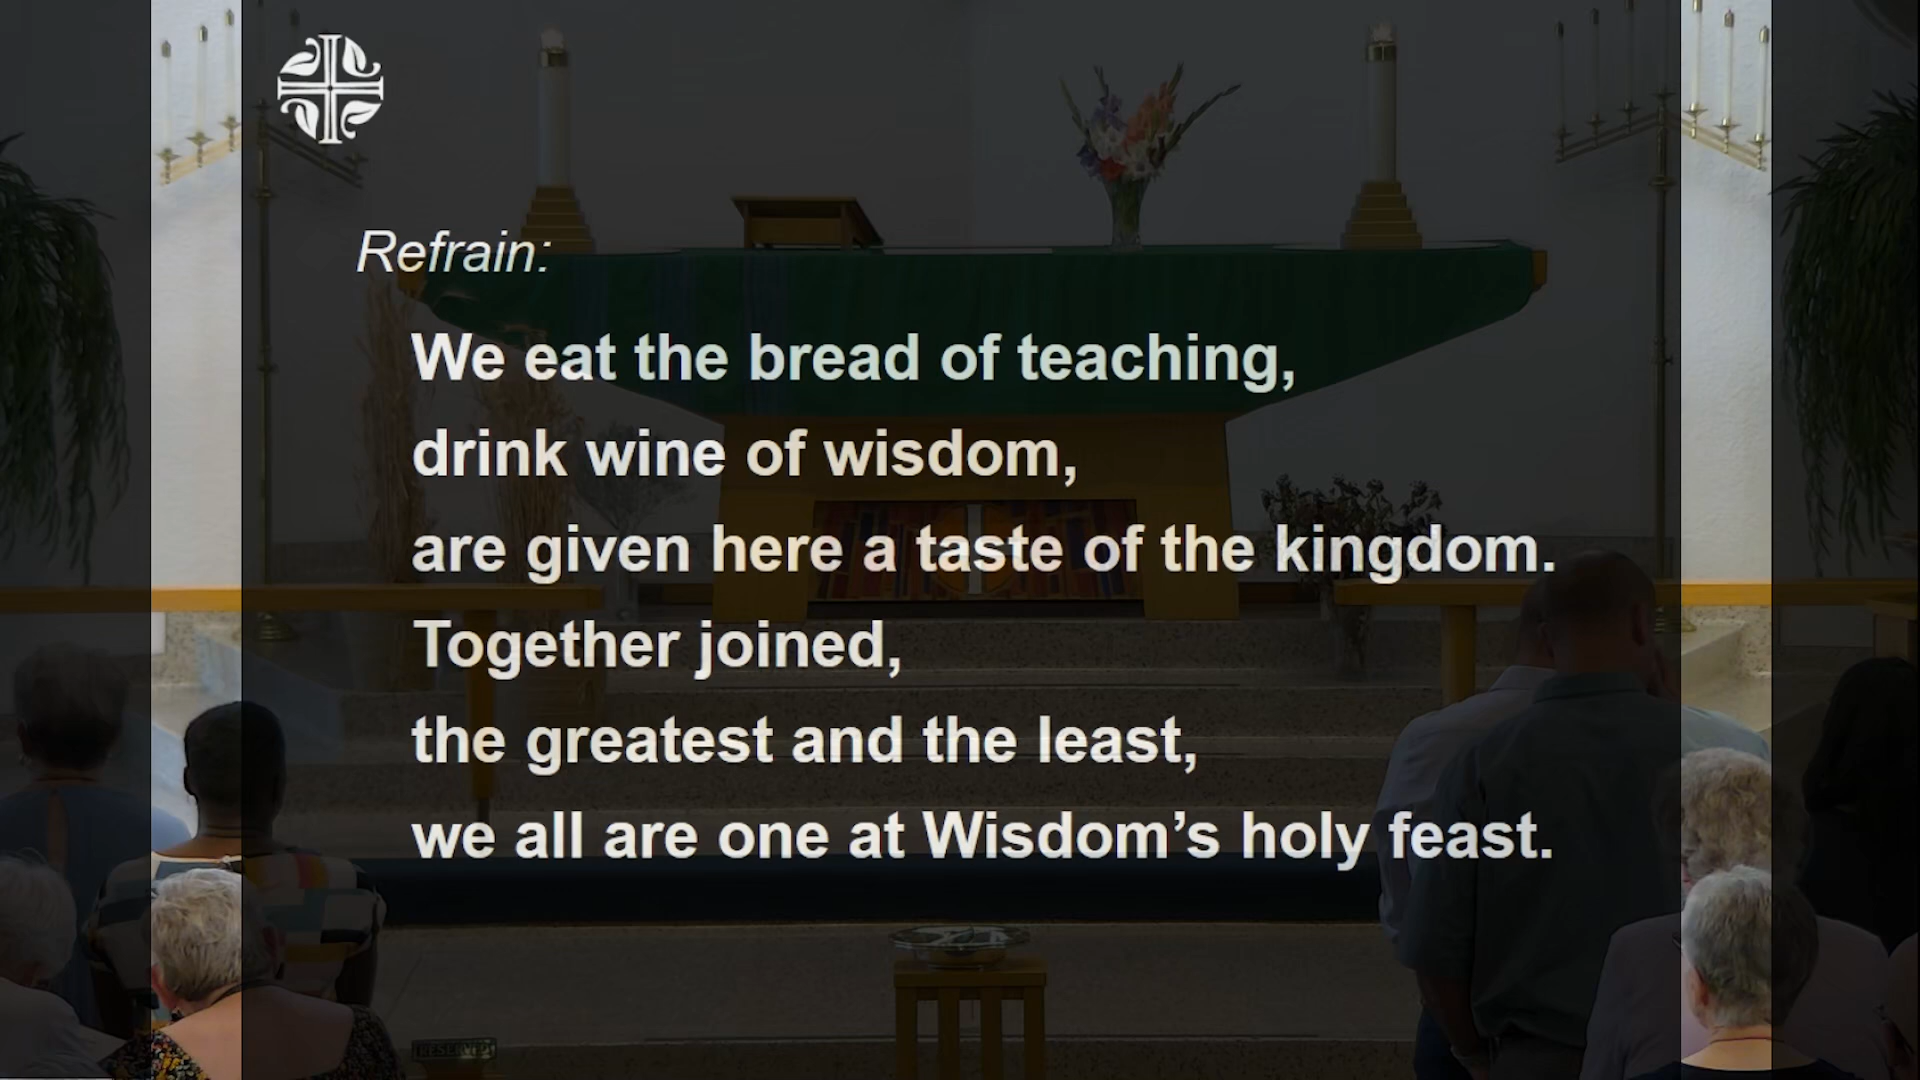 Refrain:
We eat the bread of teaching,
drink wine of wisdom,
are given here a taste of the kingdom.
Together joined,
the greatest and the least,
we all are one at Wisdom’s holy feast.
RESERVED